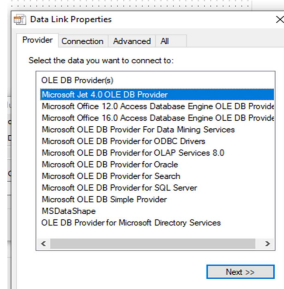 Data Link Properties
Provider Connection Advanced All
Select the data you want to connect to:
OLE DB Provider(s)
Microsoft Jet 4.0 OLE DB Provider
Microsoft Office 12.0 Access Database Engine OLE DB Provide
Microsoft Office 16.0 Access Database Engine OLE DB Provide
Microsoft OLE DB Provider For Data Mining Services
Microsoft OLE DB Provider for ODBC Drivers
Microsoft OLE DB Provider for OLAP Services 8.0
Microsoft OLE DB Provider for Oracle
Microsoft OLE DB Provider for Search
Microsoft OLE DB Provider for SQL Server
Microsoft OLE DB Simple Provider
MSDataShape
OLE DB Provider for Microsoft Directory Services
Next >>